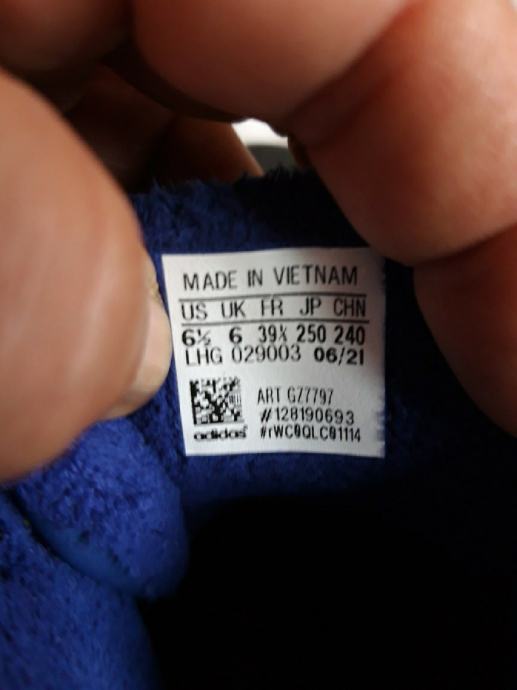 MADE IN VIETNAM
US UK FR JP CHN
6½ 6 39⅓ 250 240
LHG 029003 06/21
ART GZ7797
#128190693
adidas #rWC0QLC01114